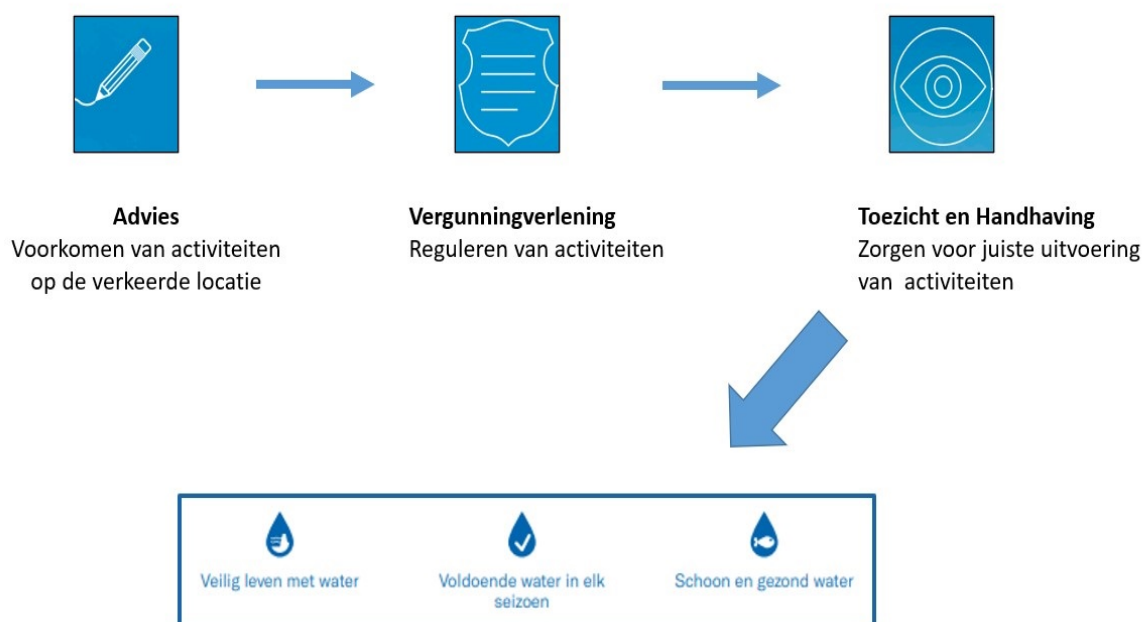 Advies
Voorkomen van activiteiten
op de verkeerde locatie
Vergunningverlening
Reguleren van activiteiten
Toezicht en Handhaving
Zorgen voor juiste uitvoering
van activiteiten
Veilig leven met water
Voldoende water in elk
seizoen
Schoon en gezond water